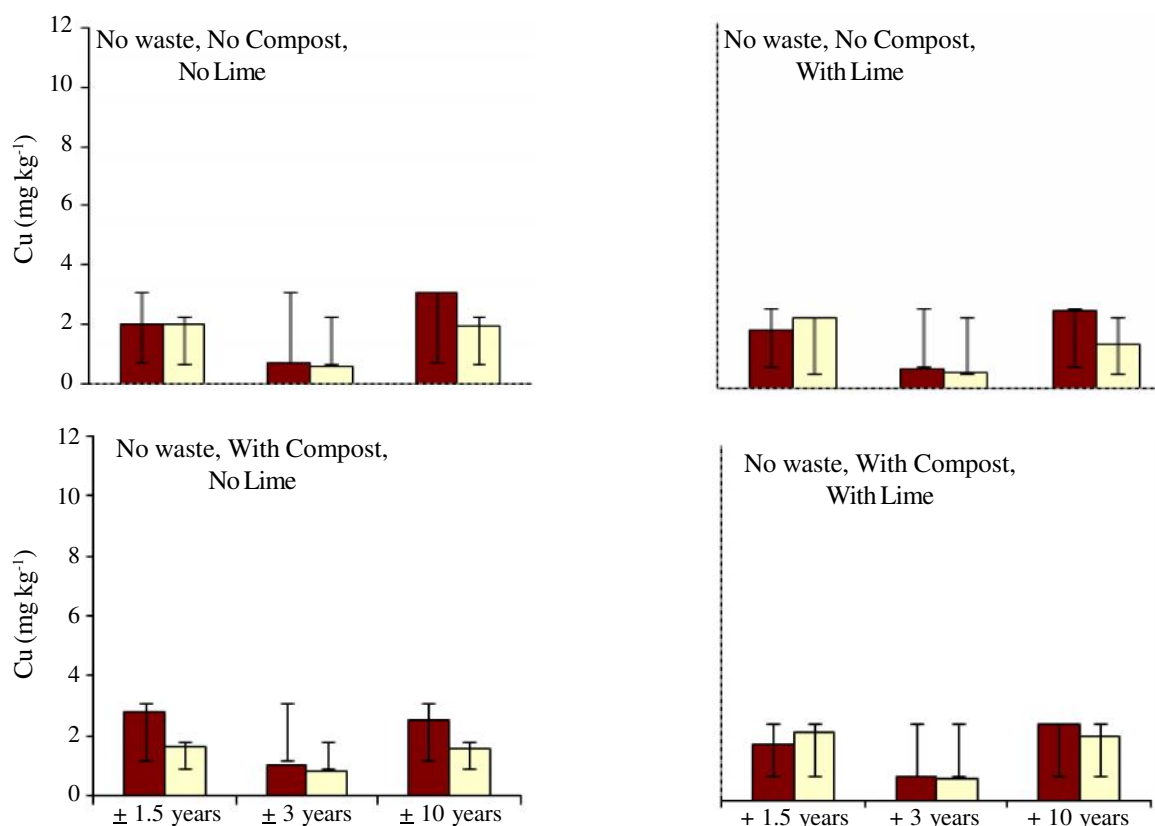 12
10
8
6
4
2
0
Cu (mg kg⁻¹)
No waste, No Compost,
No Lime
No waste, No Compost,
With Lime
12
10
8
6
4
2
0
Cu (mg kg⁻¹)
No waste, With Compost,
No Lime
± 1.5 years ± 3 years ± 10 years
No waste, With Compost,
With Lime
+ 1.5 years + 3 years + 10 years